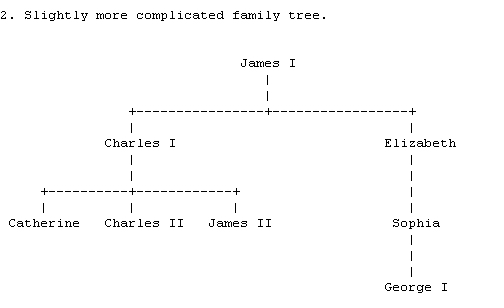 2. Slightly more complicated family tree.
James I
Charles I Elizabeth
Catherine Charles II James II Sophia
George I